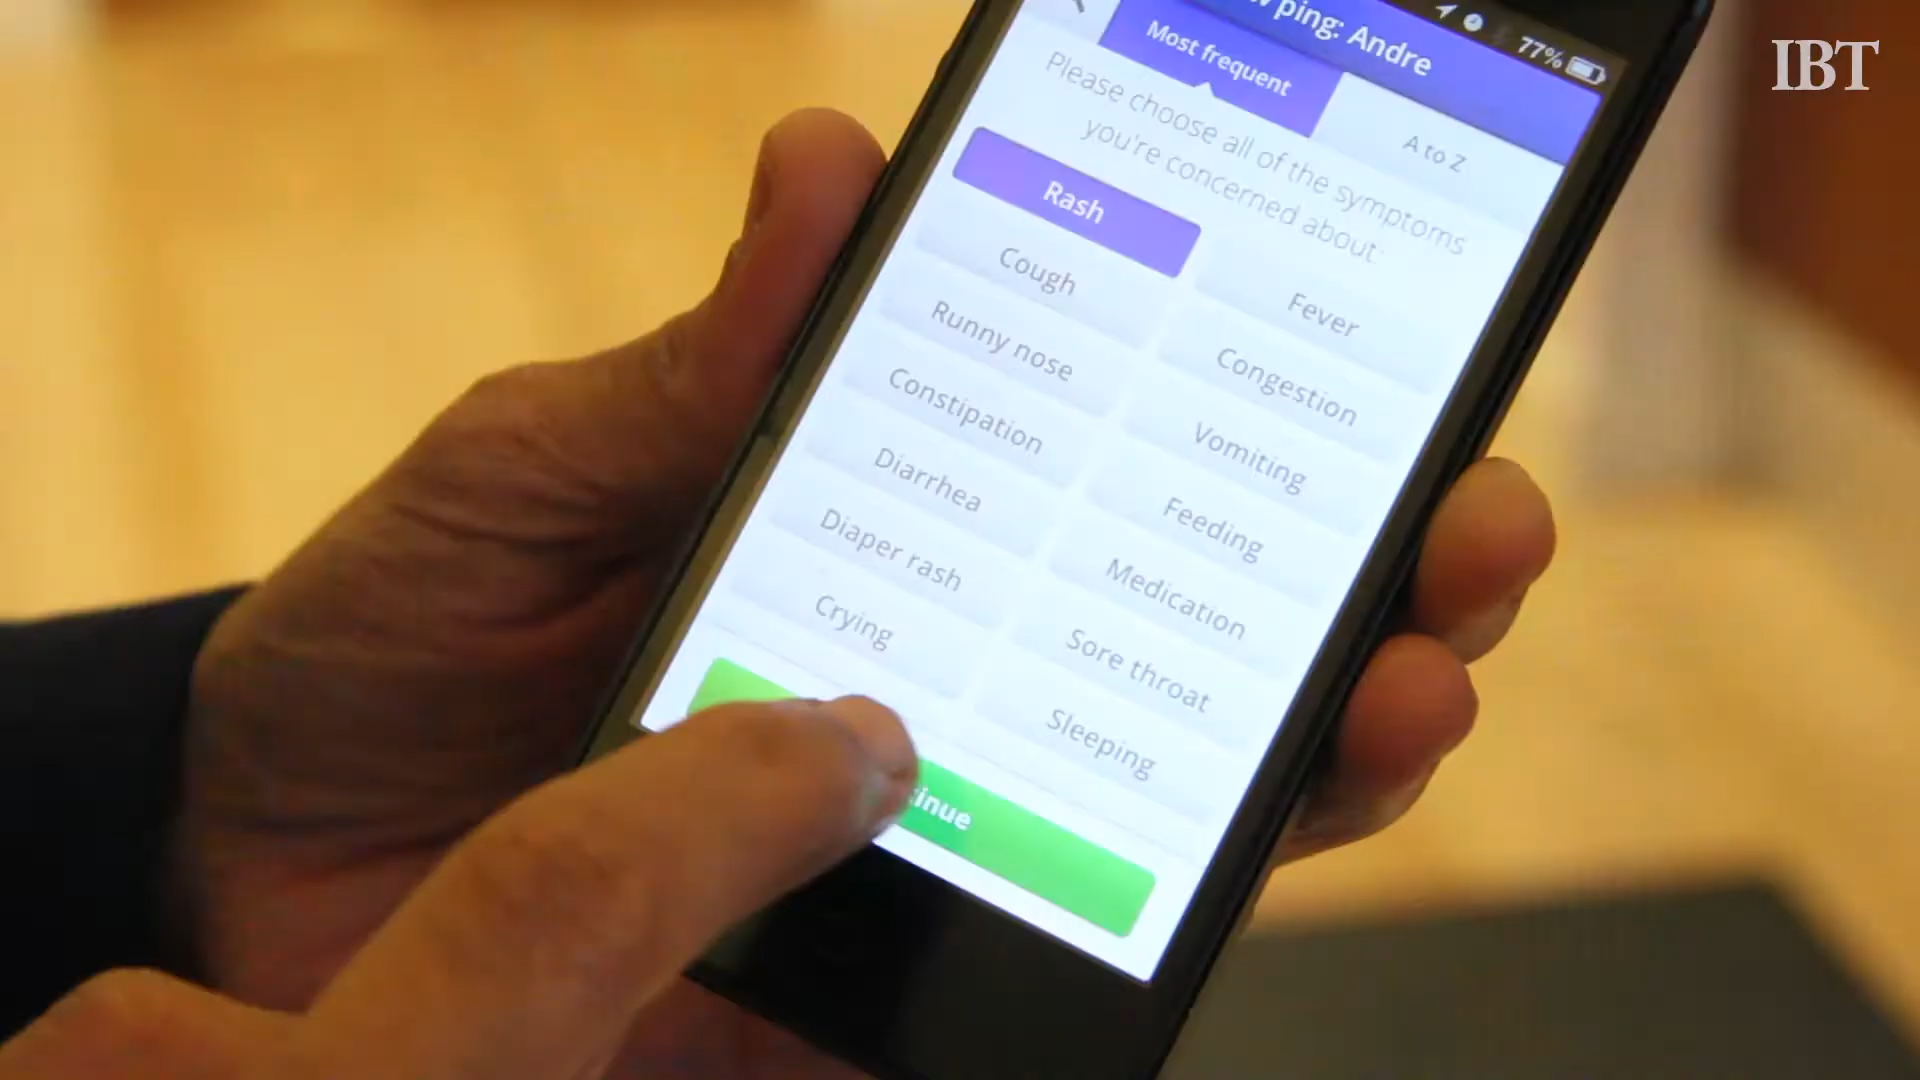 ping: Andre
77%
IBT
Most frequent
A to Z
Please choose all of the symptoms
you're concerned about:
Rash
Fever
Cough
Congestion
Runny nose
Vomiting
Constipation
Feeding
Diarrhea
Medication
Diaper rash
Sore throat
Crying
Sleeping
tinue